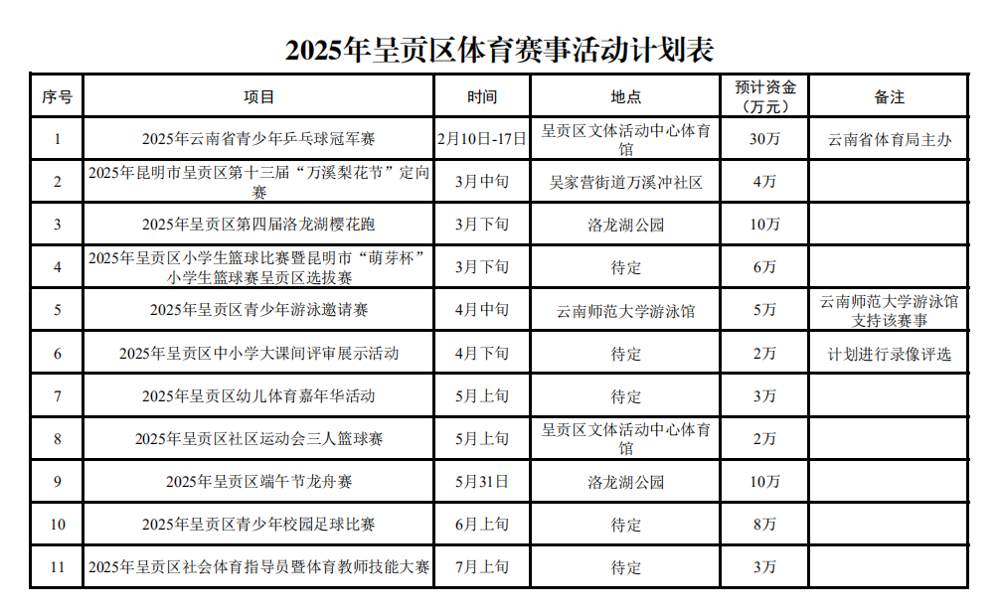 2025年呈贡区体育赛事活动计划表
序号 项目 时间 地点 预计资金
（万元） 备注
1 2025年云南省青少年乒乓球冠军赛 2月10日-17日 呈贡区文体活动中心体育
馆 30万 云南省体育局主办
2 2025年昆明市呈贡区第十三届“万溪梨花节”定向
赛 3月中旬 吴家营街道万溪冲社区 4万
3 2025年呈贡区第四届洛龙湖樱花跑 3月下旬 洛龙湖公园 10万
4 2025年呈贡区小学生篮球比赛暨昆明市“萌芽杯”
小学生篮球赛呈贡区选拔赛 3月下旬 待定 6万
5 2025年呈贡区青少年游泳邀请赛 4月中旬 云南师范大学游泳馆 5万 云南师范大学游泳馆
支持该赛事
6 2025年呈贡区中小学大课间评审展示活动 4月下旬 待定 2万 计划进行录像评选
7 2025年呈贡区幼儿体育嘉年华活动 5月上旬 待定 3万
8 2025年呈贡区社区运动会三人篮球赛 5月上旬 呈贡区文体活动中心体育
馆 2万
9 2025年呈贡区端午节龙舟赛 5月31日 洛龙湖公园 10万
10 2025年呈贡区青少年校园足球比赛 6月上旬 待定 8万
11 2025年呈贡区社会体育指导员暨体育教师技能大赛 7月上旬 待定 3万